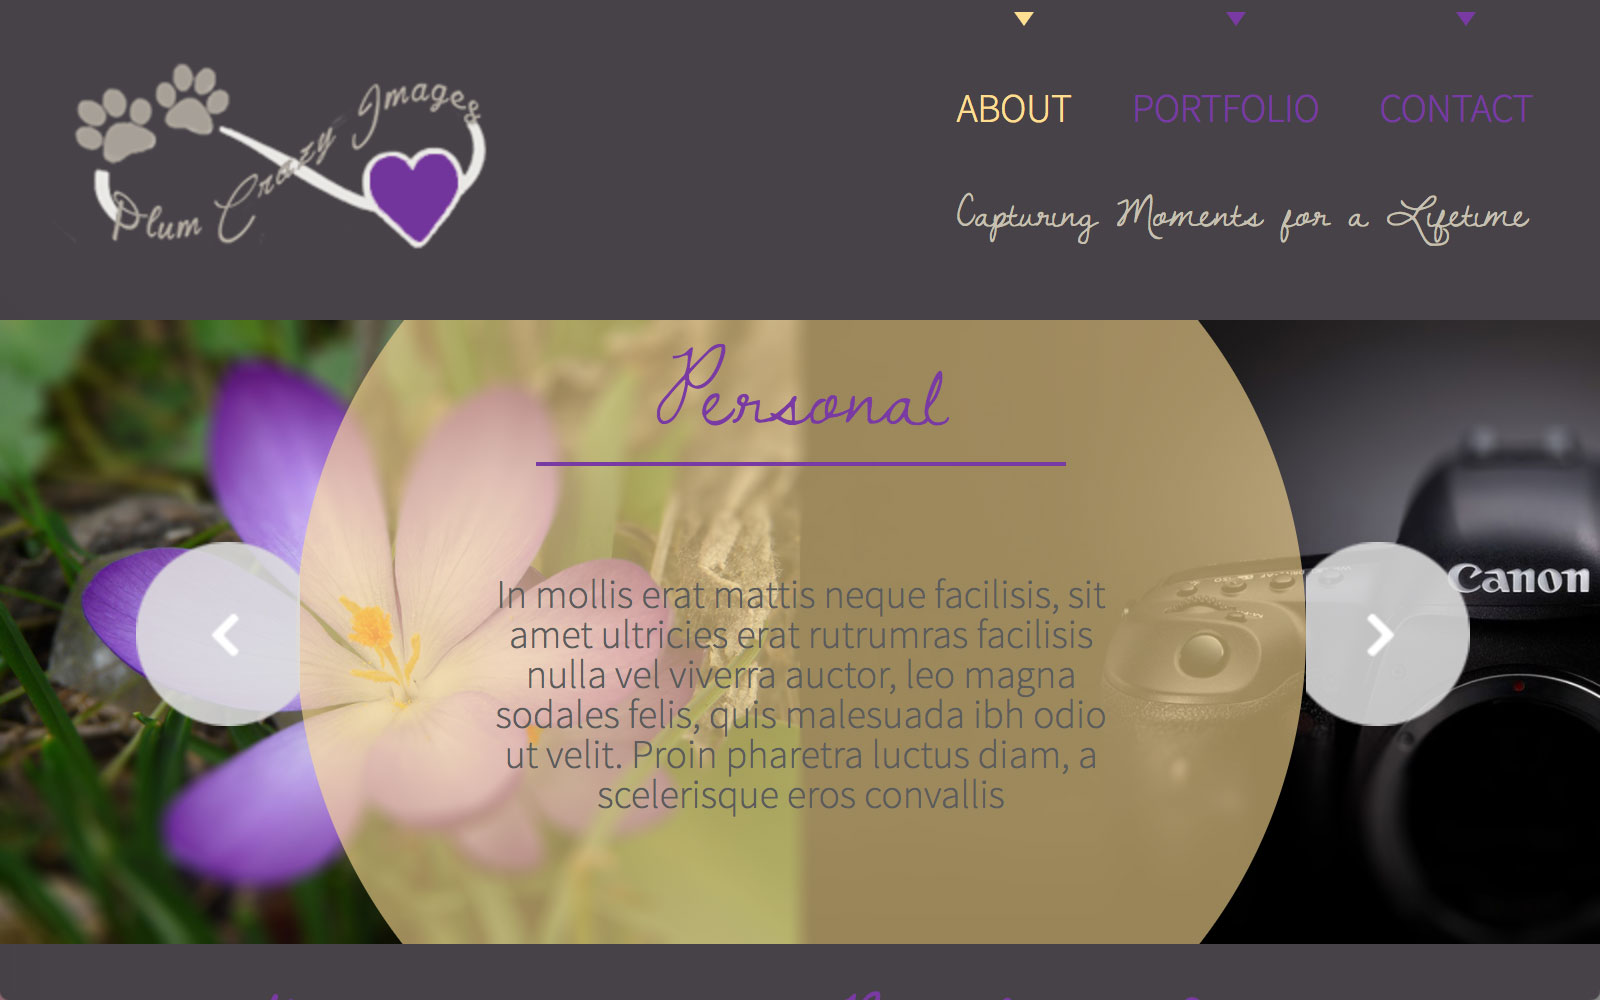 Plum Crazy Images
ABOUT PORTFOLIO CONTACT
Capturing Moments for a Lifetime
Personal
In mollis erat mattis neque facilisis, sit
amet ultricies erat rutrumras facilisis
nulla vel viverra auctor, leo magna
sodales felis, quis malesuada ibh odio
ut velit. Proin pharetra luctus diam, a
scelerisque eros convallis
Canon